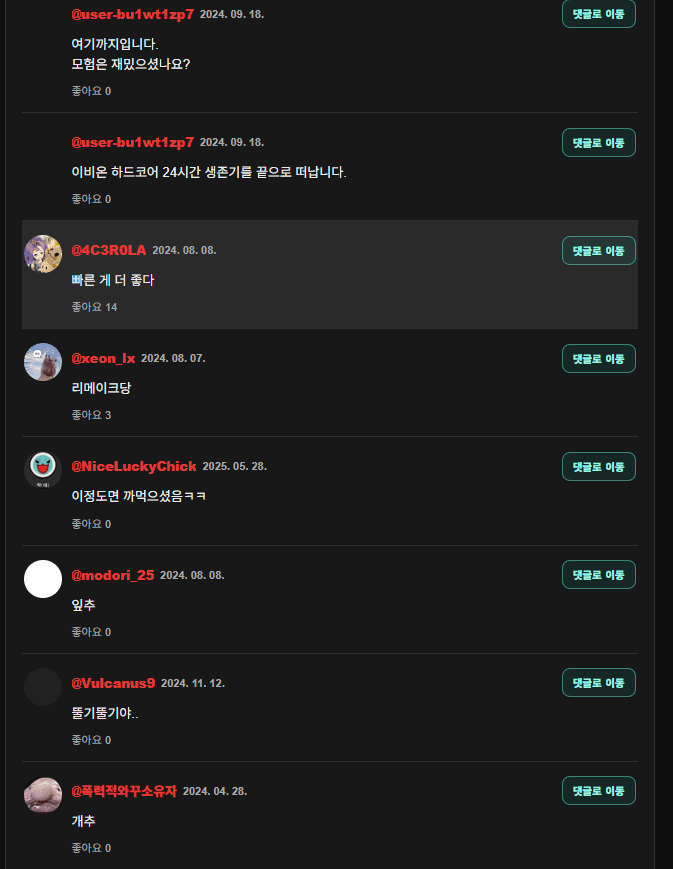 @user-bu1wt1zp7 2024. 09. 18. 댓글로 이동
여기까지입니다.
모험은 재밌으셨나요?
좋아요 0
@user-bu1wt1zp7 2024. 09. 18. 댓글로 이동
이비온 하드코어 24시간 생존기를 끝으로 떠납니다.
좋아요 0
@4C3R0LA 2024. 08. 08. 댓글로 이동
빠른 게 더 좋다
좋아요 14
@xeon_lx 2024. 08. 07. 댓글로 이동
리메이크당
좋아요 3
@NiceLuckyChick 2025. 05. 28. 댓글로 이동
이정도면 까먹으셨음ㅋㅋ
좋아요 0
@modori_25 2024. 08. 08. 댓글로 이동
잎추
좋아요 0
@Vulcanus9 2024. 11. 12. 댓글로 이동
뚤기뚤기야..
좋아요 0
@폭력적와꾸소유자 2024. 04. 28. 댓글로 이동
개추
좋아요 0